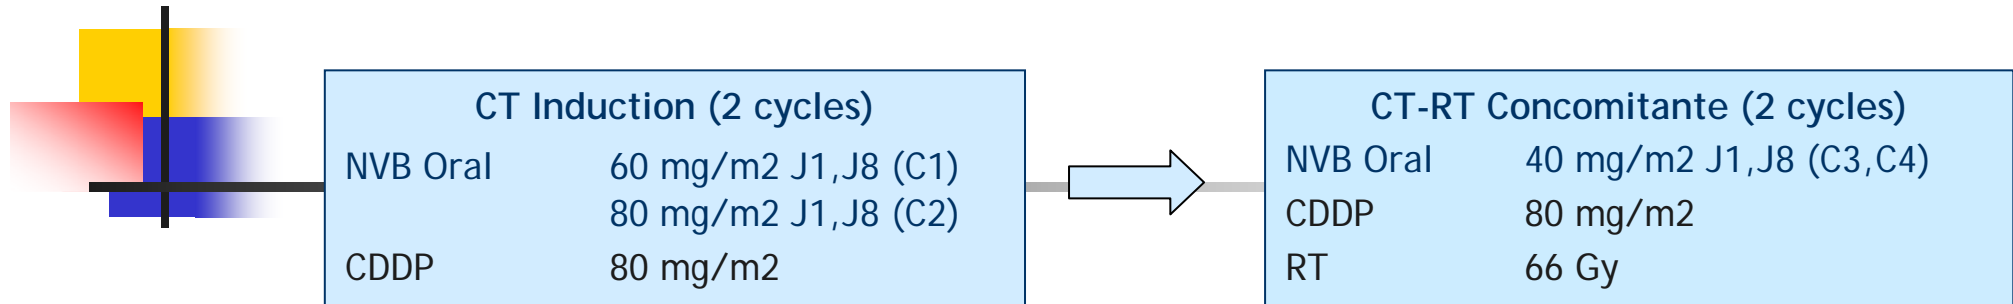 CT Induction (2 cycles)
NVB Oral 60 mg/m2 J1,J8 (C1)
80 mg/m2 J1,J8 (C2)
CDDP 80 mg/m2
CT-RT Concomitante (2 cycles)
NVB Oral 40 mg/m2 J1,J8 (C3,C4)
CDDP 80 mg/m2
RT 66 Gy